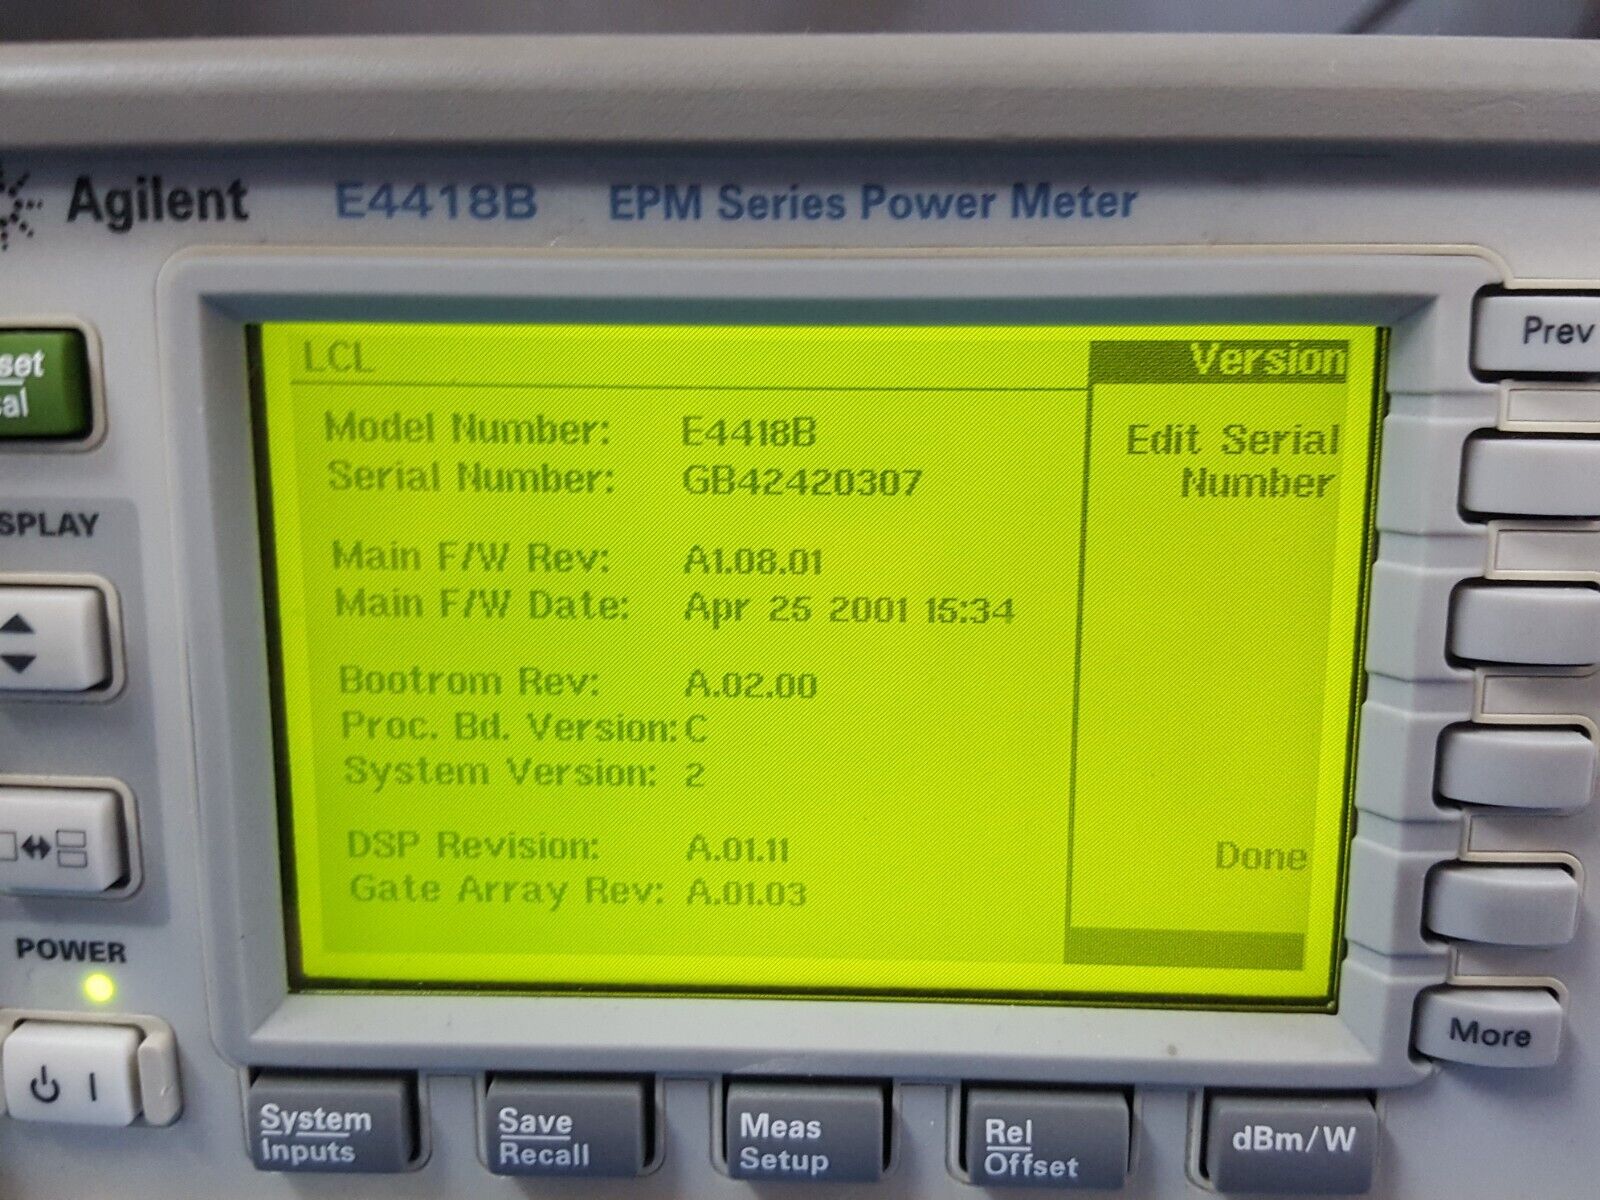 Agilent E4418B EPM Series Power Meter
Prev
LCL
Version
Model Number: E4418B
Serial Number: GB42420307
Edit Serial
Number
Main F/W Rev: A1.08.01
Main F/W Date: Apr 25 2001 15:34
Bootrom Rev: A.02.00
Proc. Bd. Version: C
System Version: 2
DSP Revision: A.01.11
Gate Array Rev: A.01.03
Done
POWER
More
System
Inputs
Save
Recall
Meas
Setup
Rel
Offset
dBm/W